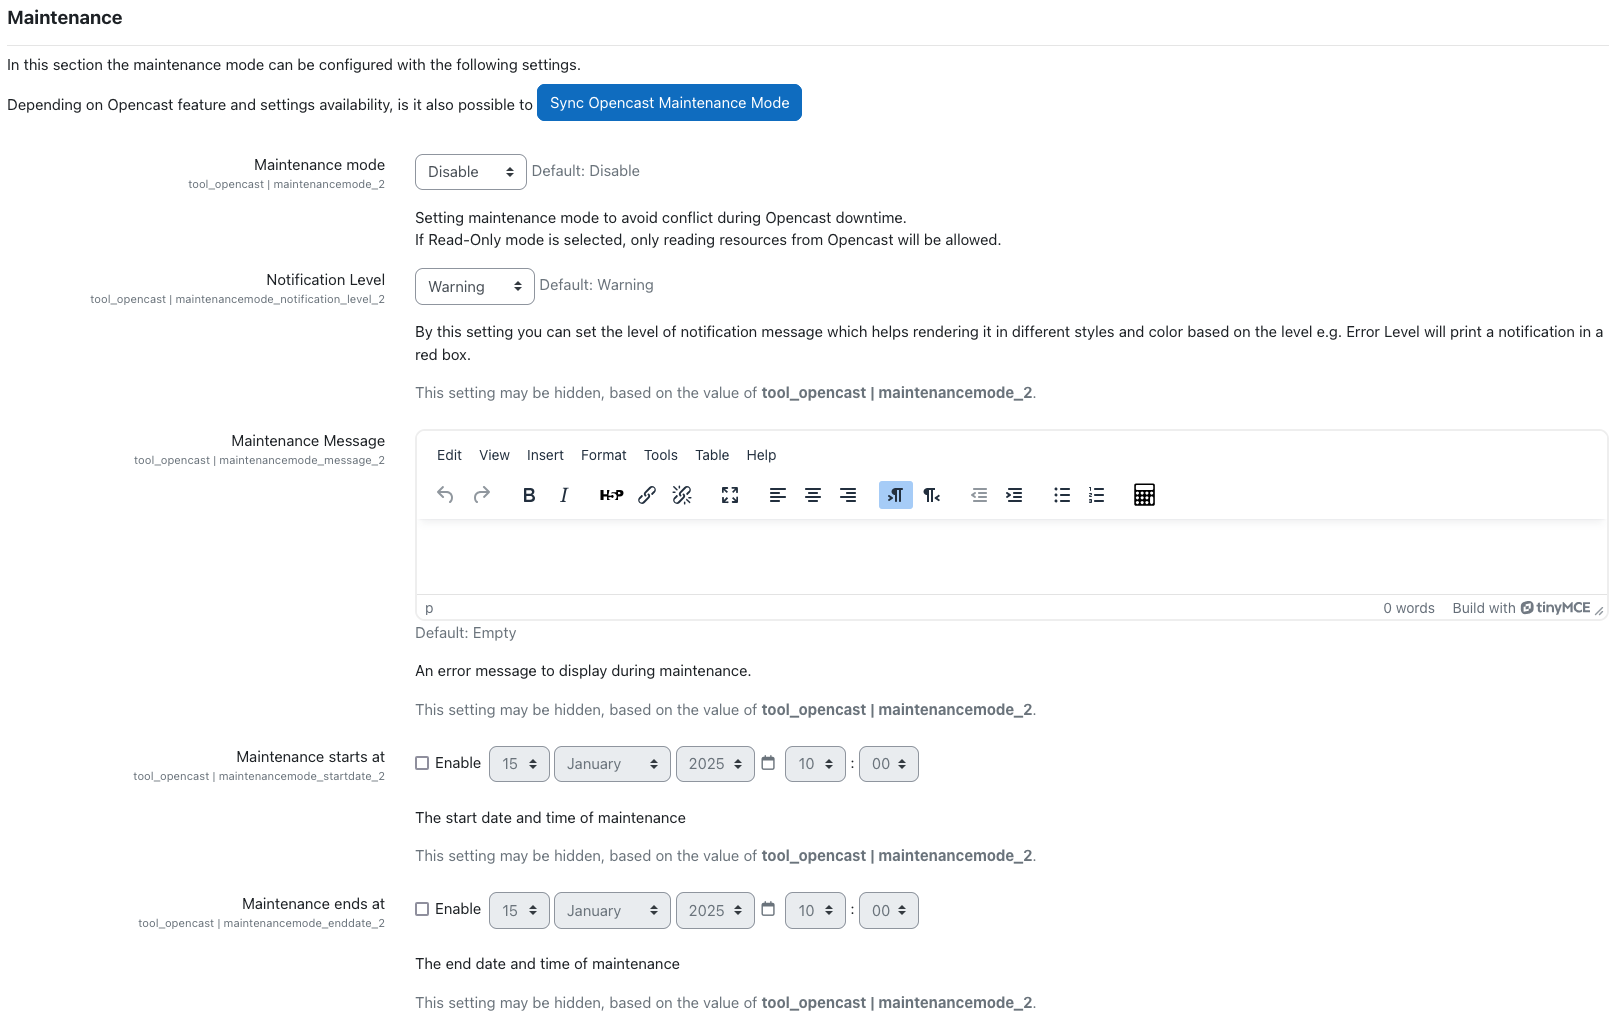 Maintenance
In this section the maintenance mode can be configured with the following settings.
Depending on Opencast feature and settings availability, is it also possible to Sync Opencast Maintenance Mode
Maintenance mode
tool_opencast | maintenancemode_2
Disable Default: Disable
Setting maintenance mode to avoid conflict during Opencast downtime.
If Read-Only mode is selected, only reading resources from Opencast will be allowed.
Notification Level
tool_opencast | maintenancemode_notification_level_2
Warning Default: Warning
By this setting you can set the level of notification message which helps rendering it in different styles and color based on the level e.g. Error Level will print a notification in a
red box.
This setting may be hidden, based on the value of tool_opencast | maintenancemode_2.
Maintenance Message
tool_opencast | maintenancemode_message_2
Edit View Insert Format Tools Table Help
B I H5P
p 0 words Build with tinyMCE
Default: Empty
An error message to display during maintenance.
This setting may be hidden, based on the value of tool_opencast | maintenancemode_2.
Maintenance starts at
tool_opencast | maintenancemode_startdate_2
Enable 15 January 2025 10 : 00
The start date and time of maintenance
This setting may be hidden, based on the value of tool_opencast | maintenancemode_2.
Maintenance ends at
tool_opencast | maintenancemode_enddate_2
Enable 15 January 2025 10 : 00
The end date and time of maintenance
This setting may be hidden, based on the value of tool_opencast | maintenancemode_2.